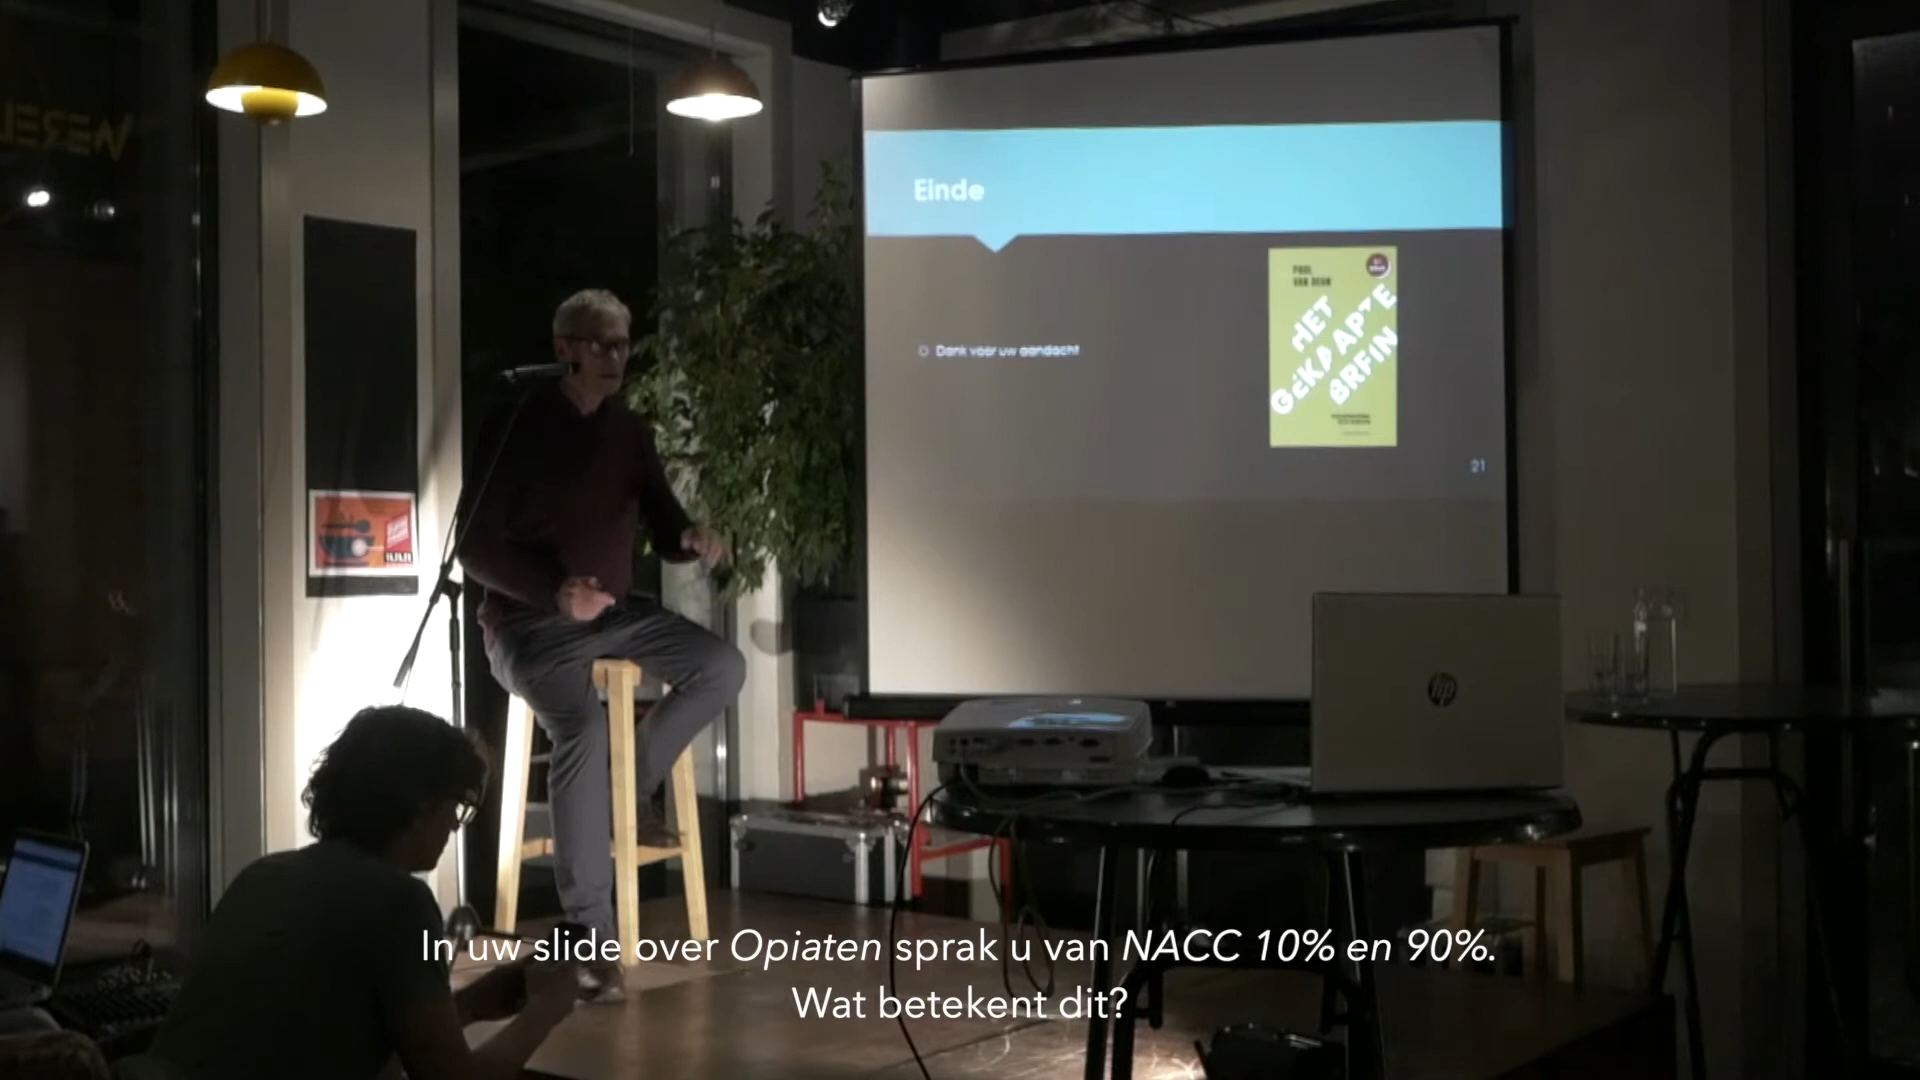 Einde
Dank voor uw aandacht
PAUL
VAN DEUN
HET
GEKAAPTE
BREIN
21
hp
In uw slide over Opiaten sprak u van NACC 10% en 90%.
Wat betekent dit?